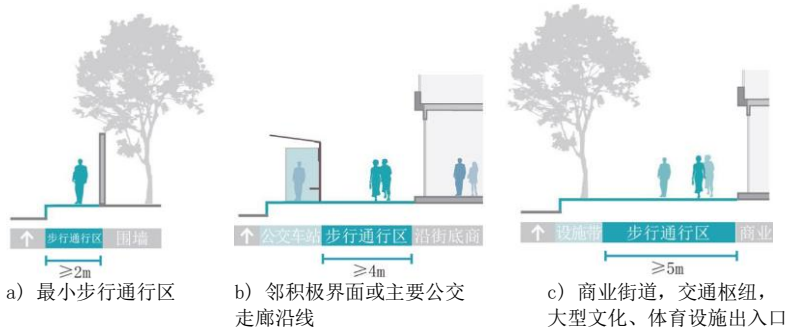 步行通行区 围墙
≥2m
a) 最小步行通行区
公交车站 步行通行区 沿街底商
≥4m
b) 邻积极界面或主要公交
走廊沿线
设施带 步行通行区 商业
≥5m
c) 商业街道，交通枢纽，
大型文化、体育设施出入口